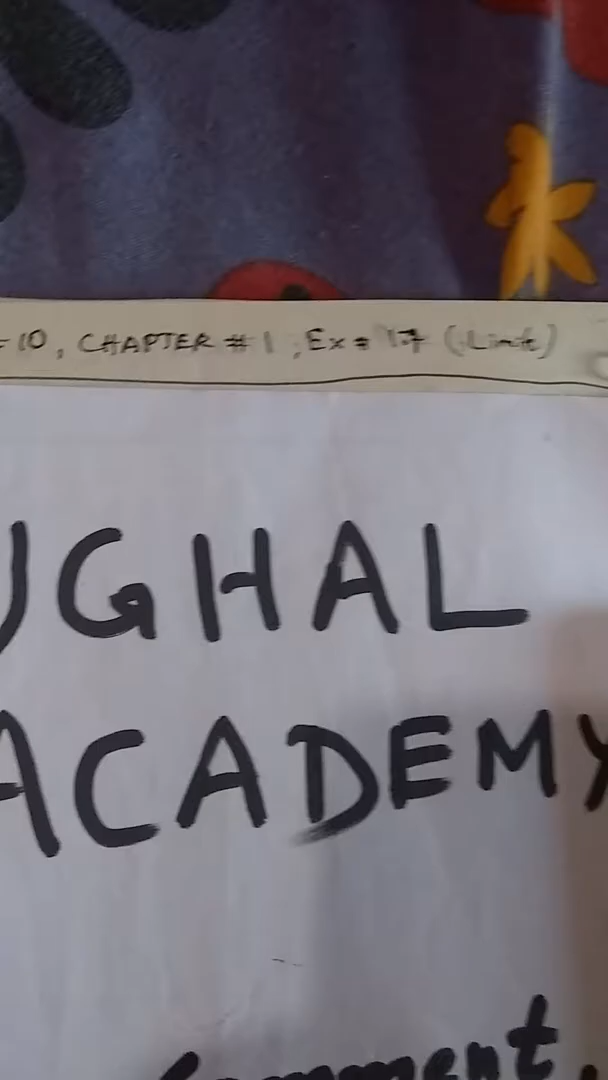 = 10, CHAPTER # 1, Ex = 1.7 (Limit)
UGHAL
ACADEMY
Comment.